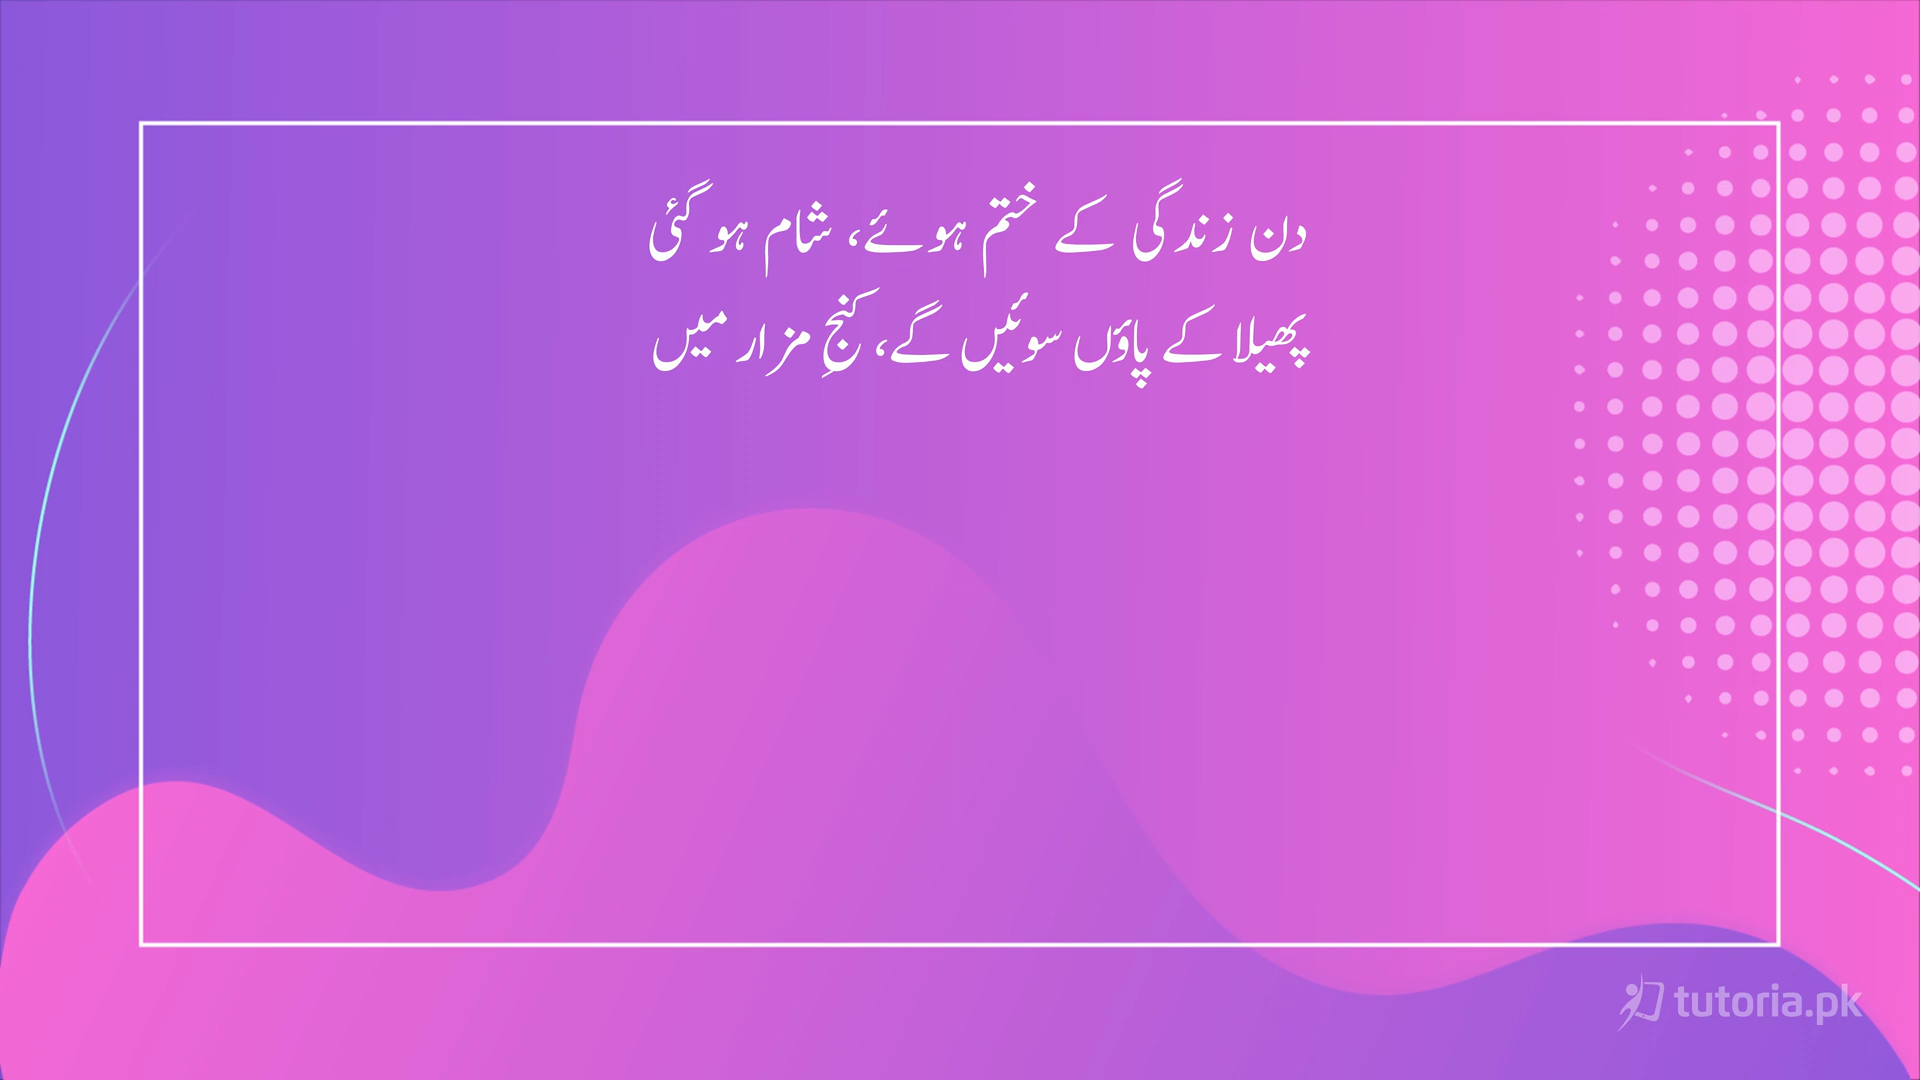 دن زندگی کے ختم ہوئے، شام ہو گئی
پھیلا کے پاؤں سوئیں گے، کنجِ مزار میں
tutoria.pk